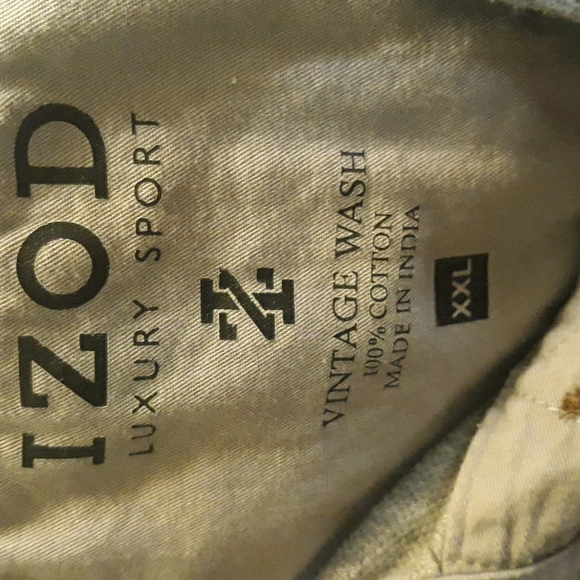 IZOD
LUXURY SPORT
VINTAGE WASH
100% COTTON
MADE IN INDIA
XXL